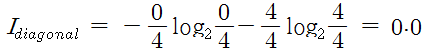 I_diagonal = - 0/4 log₂ 0/4 - 4/4 log₂ 4/4 = 0.0